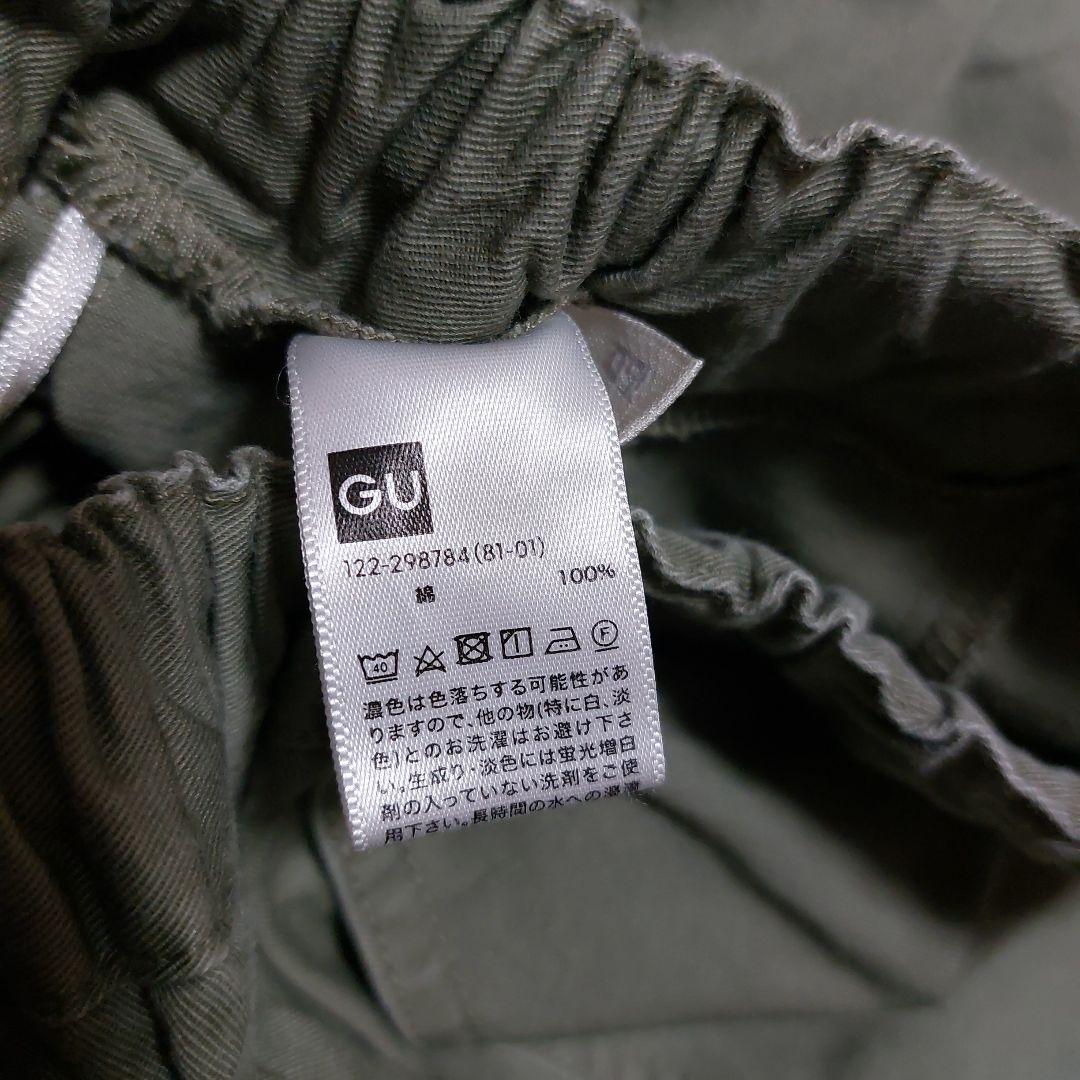 GU
122-298784(81-01)
綿 100%
40
F
濃色は色落ちする可能性があ
りますので、他の物(特に白、淡
色)とのお洗濯はお避け下さ
い。生成り・淡色には蛍光増白
剤の入っていない洗剤をご使
用下さい。長時間の水への浸漬